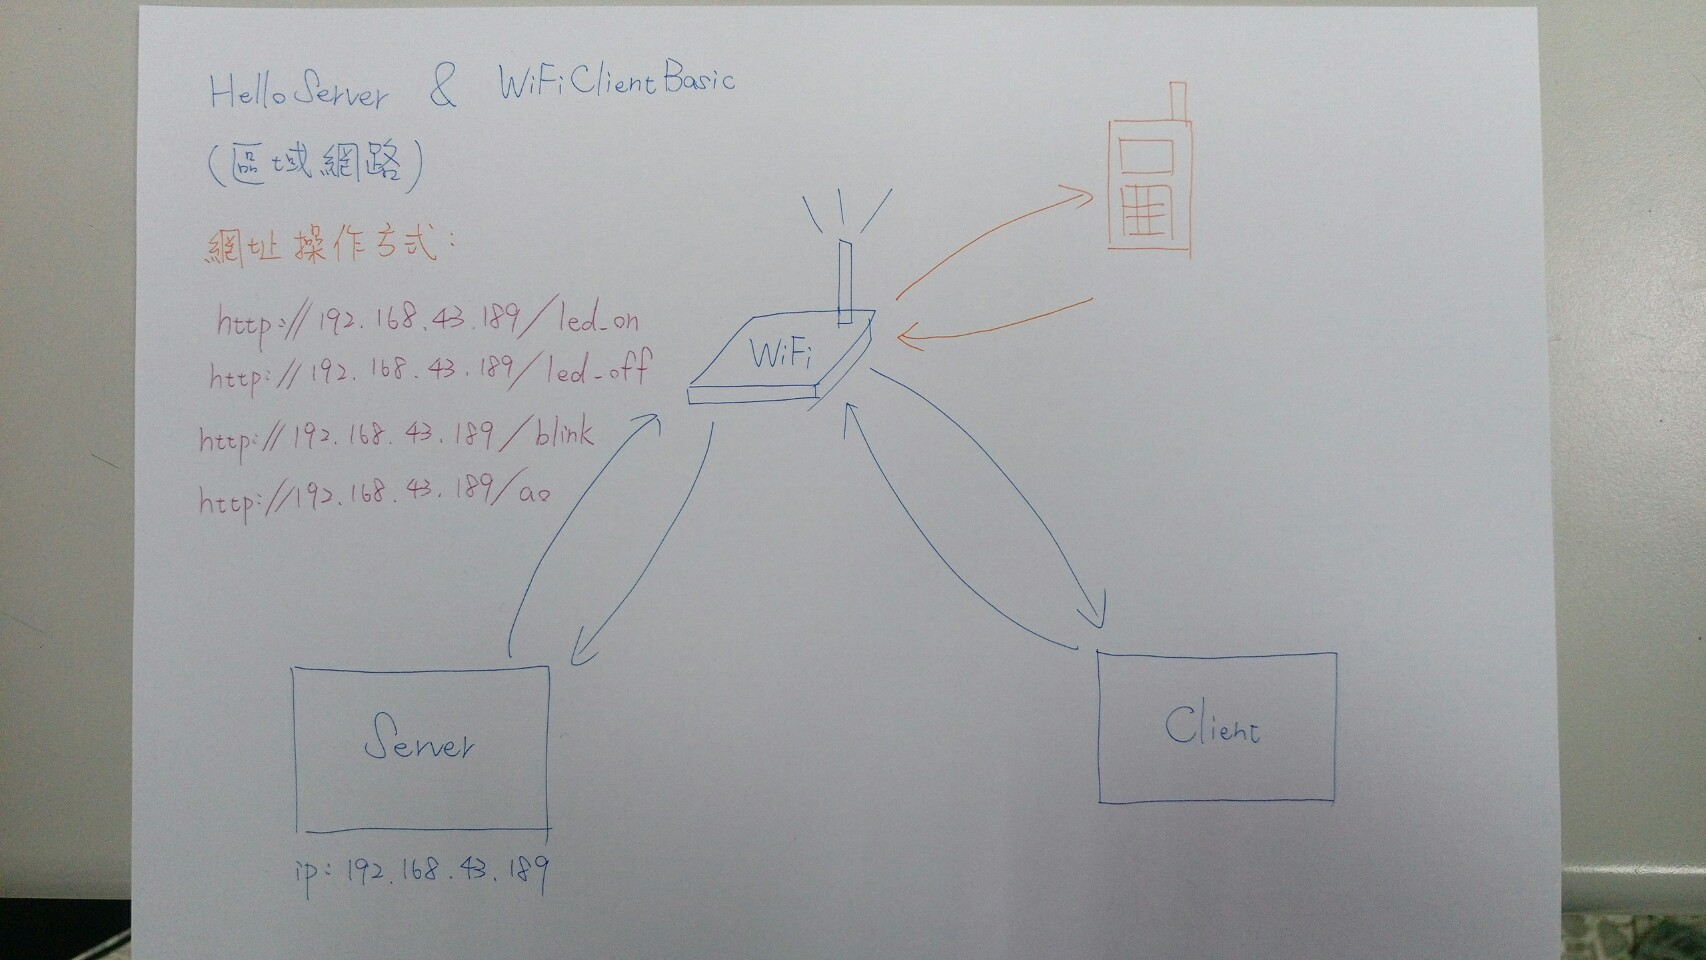 HelloServer & WiFiClientBasic
(區域網路)
網址操作方式:
http://192.168.43.189/led_on
http://192.168.43.189/led_off
http://192.168.43.189/blink
http://192.168.43.189/ao
WiFi
Server
Client
ip: 192.168.43.189